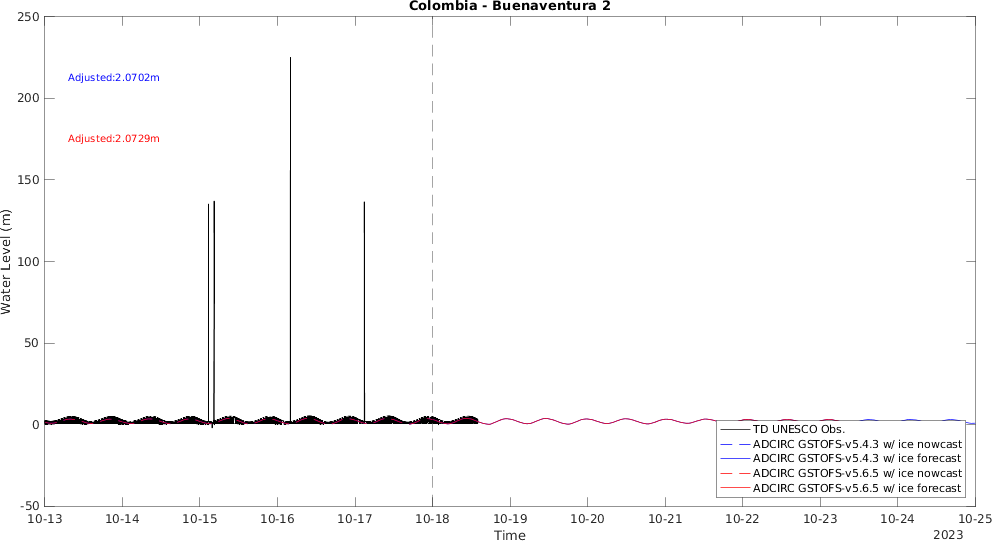 Colombia - Buenaventura 2
250
200
150
100
50
0
-50
Water Level (m)
Adjusted:2.0702m
Adjusted:2.0729m
TD UNESCO Obs.
ADCIRC GSTOFS-v5.4.3 w/ ice nowcast
ADCIRC GSTOFS-v5.4.3 w/ ice forecast
ADCIRC GSTOFS-v5.6.5 w/ ice nowcast
ADCIRC GSTOFS-v5.6.5 w/ ice forecast
10-13 10-14 10-15 10-16 10-17 10-18 10-19 10-20 10-21 10-22 10-23 10-24 10-25
Time
2023